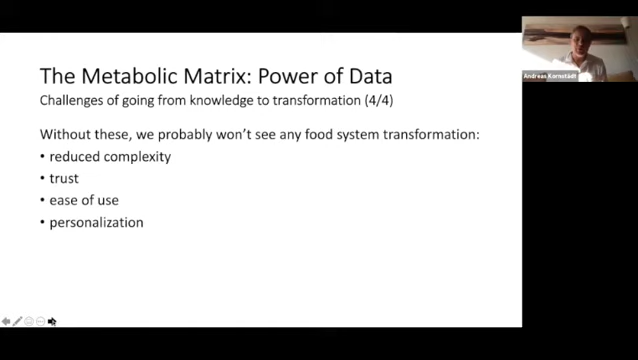 The Metabolic Matrix: Power of Data
Challenges of going from knowledge to transformation (4/4)
Without these, we probably won't see any food system transformation:
• reduced complexity
• trust
• ease of use
• personalization
Andreas Kornstädt